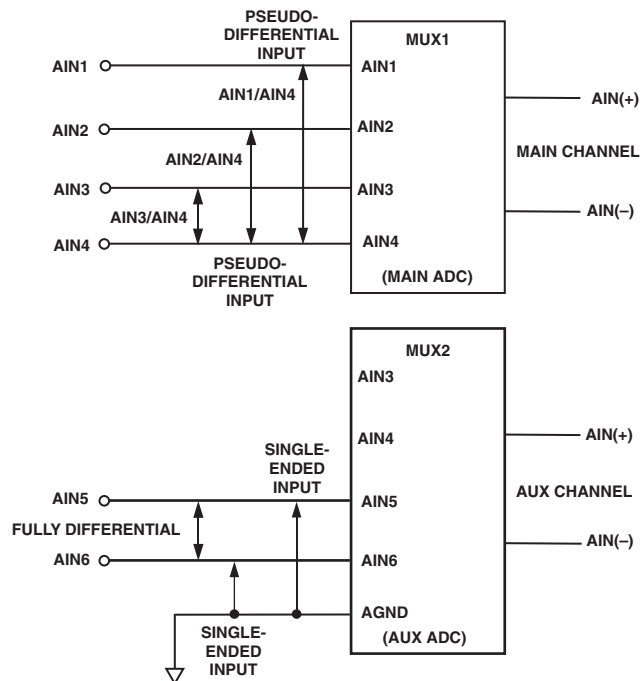 PSEUDO-
DIFFERENTIAL
INPUT
MUX1
AIN1
AIN1
AIN1/AIN4
AIN(+)
AIN2
AIN2
AIN2/AIN4
MAIN CHANNEL
AIN3
AIN3
AIN3/AIN4
AIN(–)
AIN4
AIN4
PSEUDO-
DIFFERENTIAL
INPUT
(MAIN ADC)
MUX2
AIN3
AIN4
AIN(+)
SINGLE-
ENDED
INPUT
AIN5
AIN5
AUX CHANNEL
FULLY DIFFERENTIAL
AIN(–)
AIN6
AIN6
AGND
SINGLE-
ENDED
INPUT
(AUX ADC)